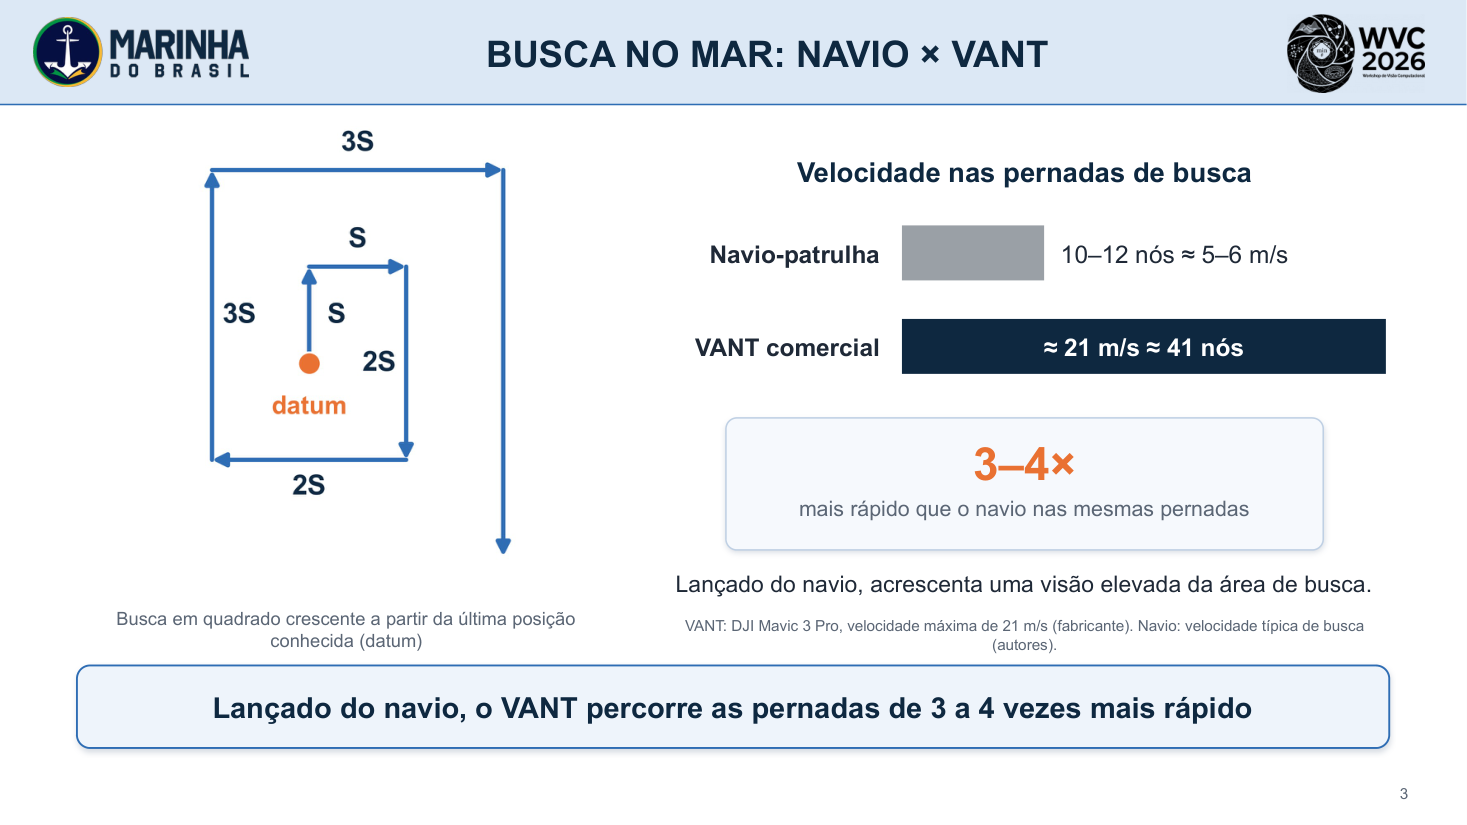 MARINHA
DO BRASIL
BUSCA NO MAR: NAVIO × VANT
WVC
2026
Workshop de Visão Computacional
3S
S
3S
S
2S
datum
2S
Busca em quadrado crescente a partir da última posição
conhecida (datum)
Velocidade nas pernadas de busca
Navio-patrulha
10–12 nós ≈ 5–6 m/s
VANT comercial
≈ 21 m/s ≈ 41 nós
3–4×
mais rápido que o navio nas mesmas pernadas
Lançado do navio, acrescenta uma visão elevada da área de busca.
VANT: DJI Mavic 3 Pro, velocidade máxima de 21 m/s (fabricante). Navio: velocidade típica de busca
(autores).
Lançado do navio, o VANT percorre as pernadas de 3 a 4 vezes mais rápido
3